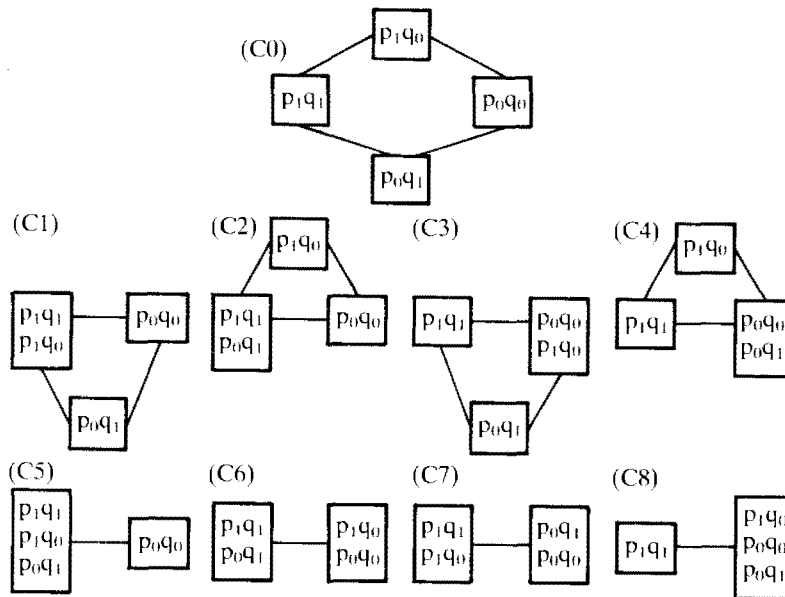 (C0)
p₁q₀
p₁q₁
p₀q₀
p₀q₁
(C1)
(C2)
(C3)
(C4)
p₁q₀
p₁q₀
p₁q₁
p₁q₀
p₀q₀
p₁q₁
p₀q₁
p₀q₀
p₁q₁
p₀q₀
p₁q₀
p₁q₁
p₀q₀
p₀q₁
p₀q₁
p₀q₁
(C5)
(C6)
(C7)
(C8)
p₁q₁
p₁q₀
p₀q₁
p₀q₀
p₁q₁
p₀q₁
p₁q₀
p₀q₀
p₁q₁
p₁q₀
p₀q₁
p₀q₀
p₁q₁
p₁q₀
p₀q₀
p₀q₁